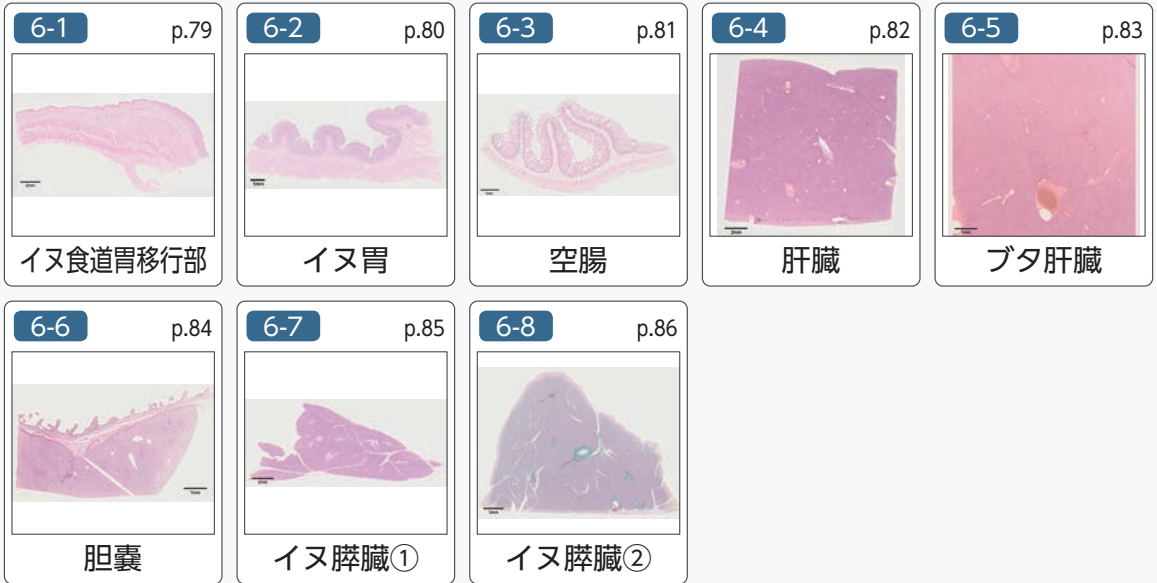 6-1 p.79
イヌ食道胃移行部
6-2 p.80
イヌ胃
6-3 p.81
空腸
6-4 p.82
肝臓
6-5 p.83
ブタ肝臓
6-6 p.84
胆嚢
6-7 p.85
イヌ膵臓①
6-8 p.86
イヌ膵臓②